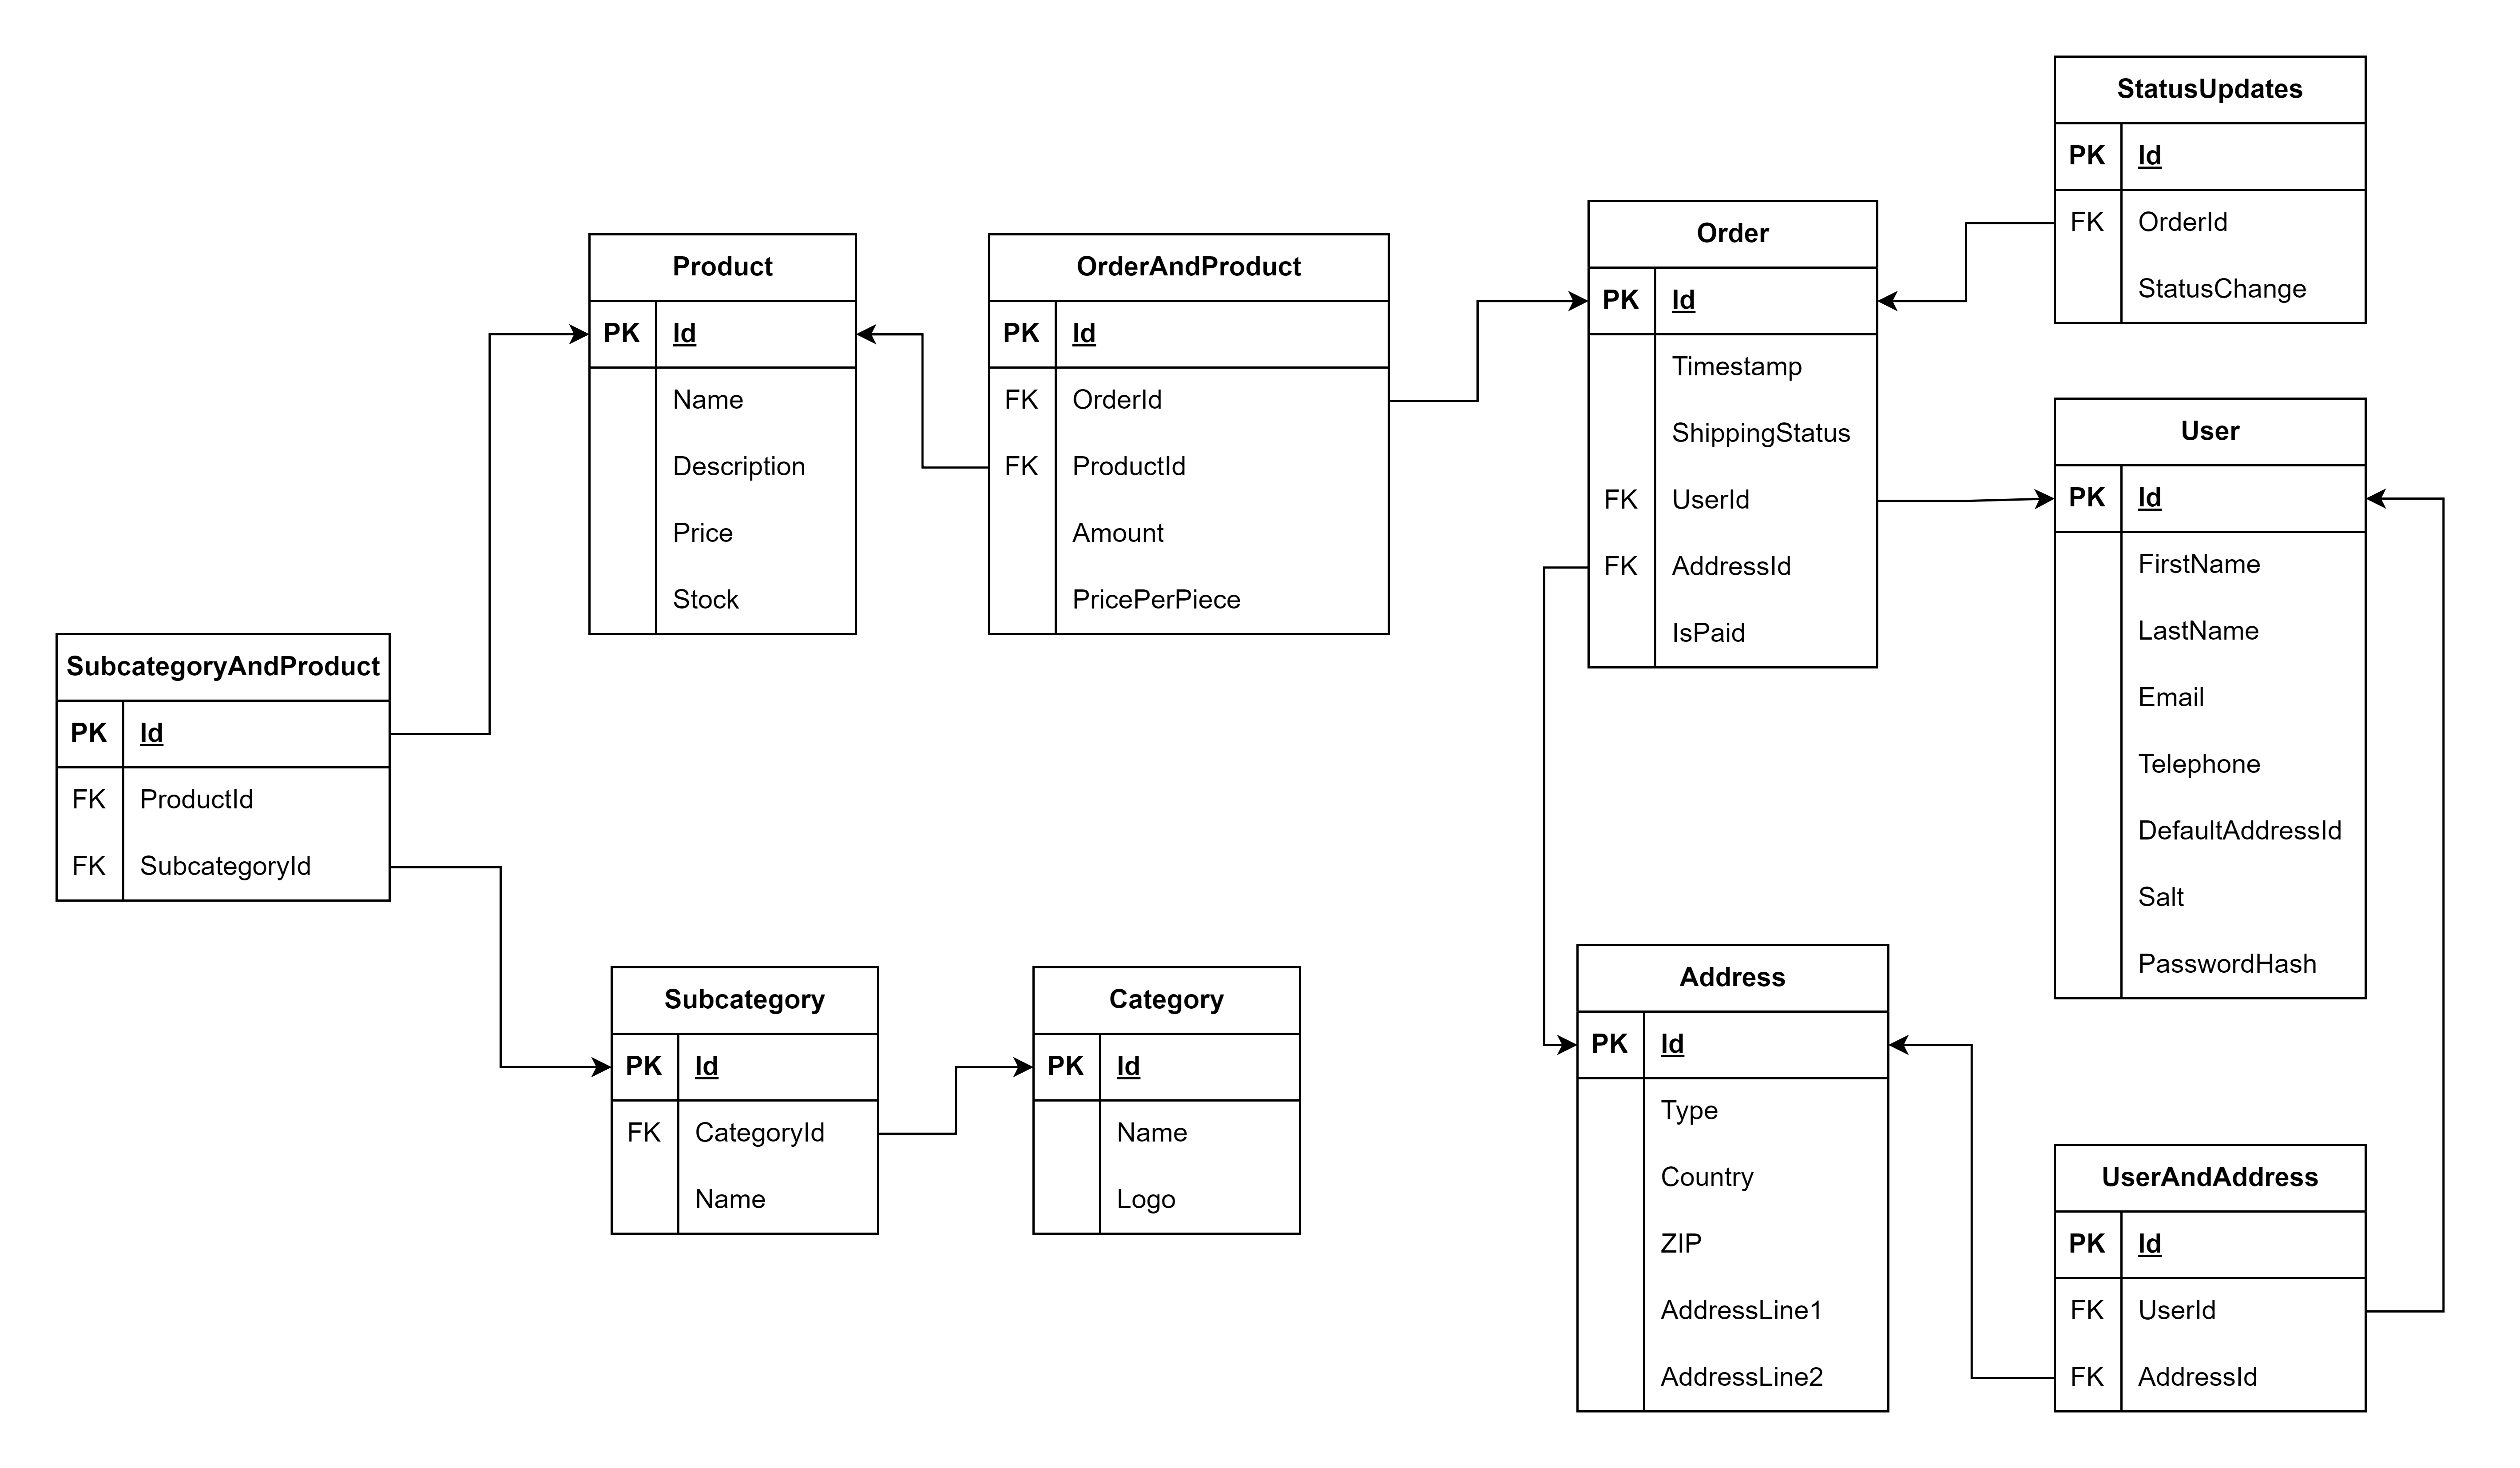 StatusUpdates
PK Id
FK OrderId
StatusChange
Order
PK Id
Timestamp
ShippingStatus
FK UserId
FK AddressId
IsPaid
Product
PK Id
Name
Description
Price
Stock
OrderAndProduct
PK Id
FK OrderId
FK ProductId
Amount
PricePerPiece
User
PK Id
FirstName
LastName
Email
Telephone
DefaultAddressId
Salt
PasswordHash
SubcategoryAndProduct
PK Id
FK ProductId
FK SubcategoryId
Subcategory
PK Id
FK CategoryId
Name
Category
PK Id
Name
Logo
Address
PK Id
Type
Country
ZIP
AddressLine1
AddressLine2
UserAndAddress
PK Id
FK UserId
FK AddressId